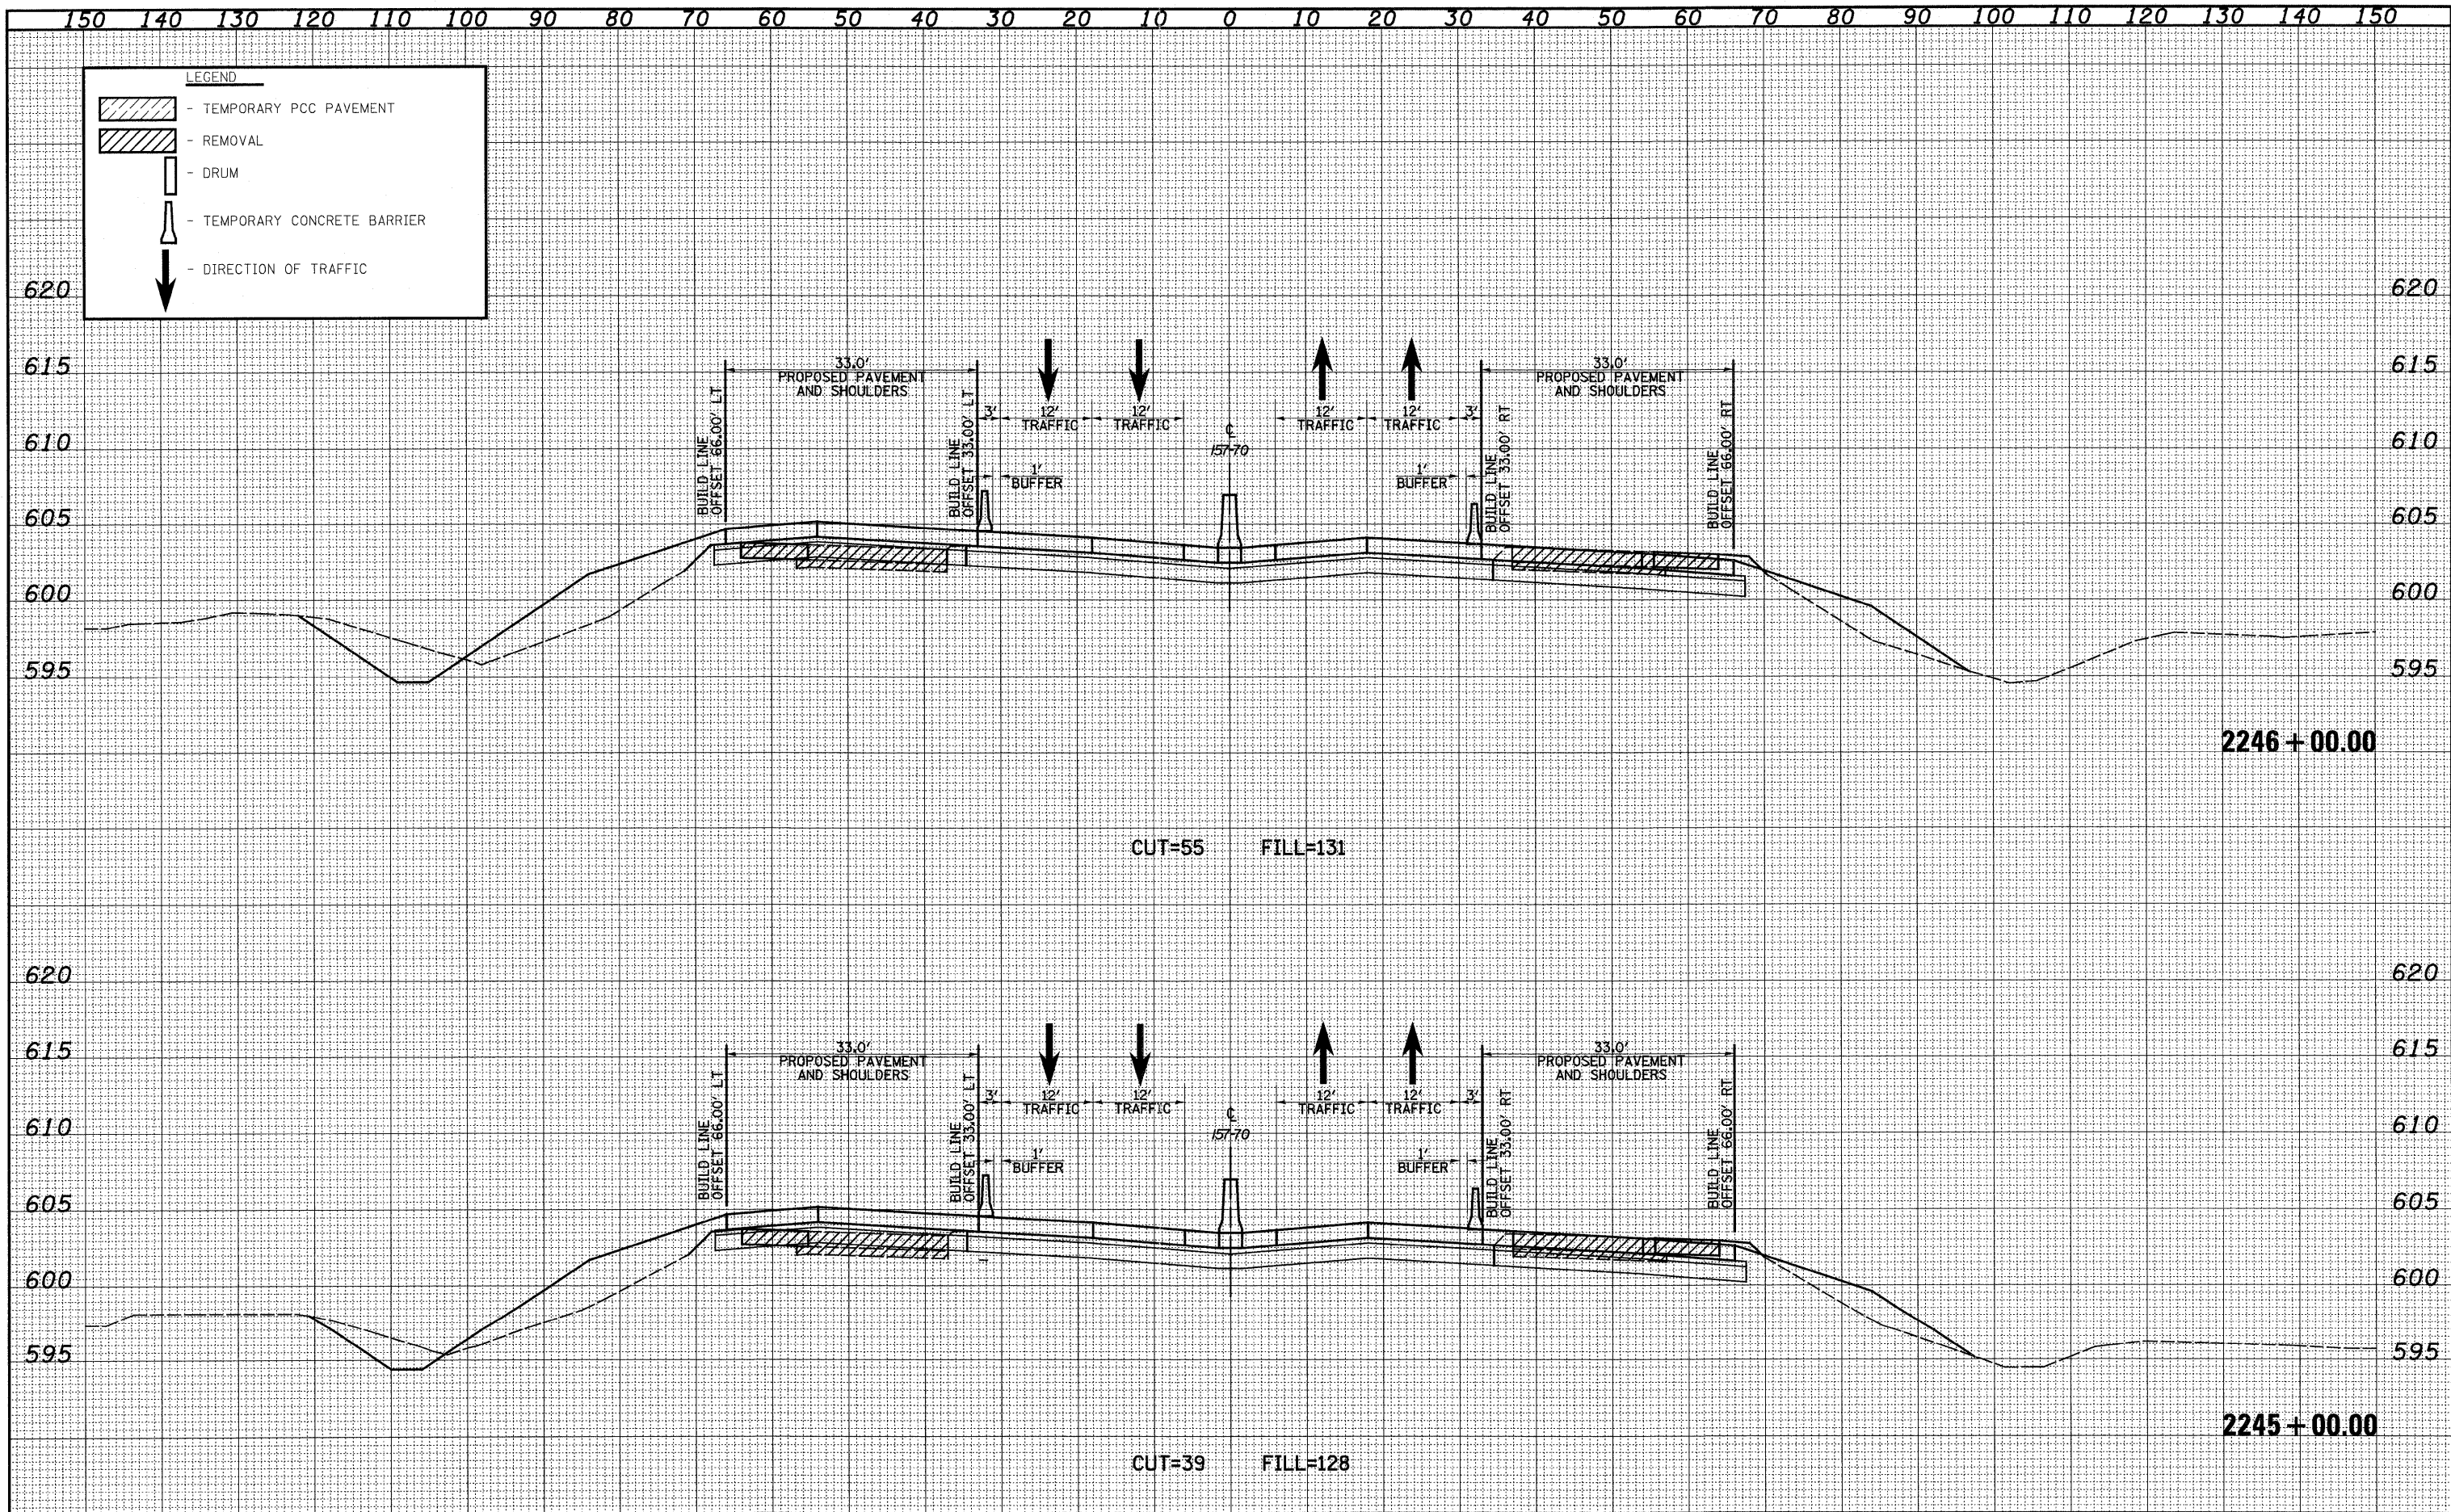 150 140 130 120 110 100 90 80 70 60 50 40 30 20 10 0 10 20 30 40 50 60 70 80 90 100 110 120 130 140 150
LEGEND
- TEMPORARY PCC PAVEMENT
- REMOVAL
- DRUM
- TEMPORARY CONCRETE BARRIER
- DIRECTION OF TRAFFIC
620 620
615 615
610 610
605 605
600 600
595 595
BUILD LINE
OFFSET 66.00' LT
33.0'
PROPOSED PAVEMENT
AND SHOULDERS
BUILD LINE
OFFSET 33.00' LT
3'
12'
TRAFFIC
12'
TRAFFIC
1'
BUFFER
℄
157-70
12'
TRAFFIC
12'
TRAFFIC
3'
1'
BUFFER
BUILD LINE
OFFSET 33.00' RT
33.0'
PROPOSED PAVEMENT
AND SHOULDERS
BUILD LINE
OFFSET 66.00' RT
2246+00.00
CUT=55 FILL=131
620 620
615 615
610 610
605 605
600 600
595 595
BUILD LINE
OFFSET 66.00' LT
33.0'
PROPOSED PAVEMENT
AND SHOULDERS
BUILD LINE
OFFSET 33.00' LT
3'
12'
TRAFFIC
12'
TRAFFIC
1'
BUFFER
℄
157-70
12'
TRAFFIC
12'
TRAFFIC
3'
1'
BUFFER
BUILD LINE
OFFSET 33.00' RT
33.0'
PROPOSED PAVEMENT
AND SHOULDERS
BUILD LINE
OFFSET 66.00' RT
2245+00.00
CUT=39 FILL=128